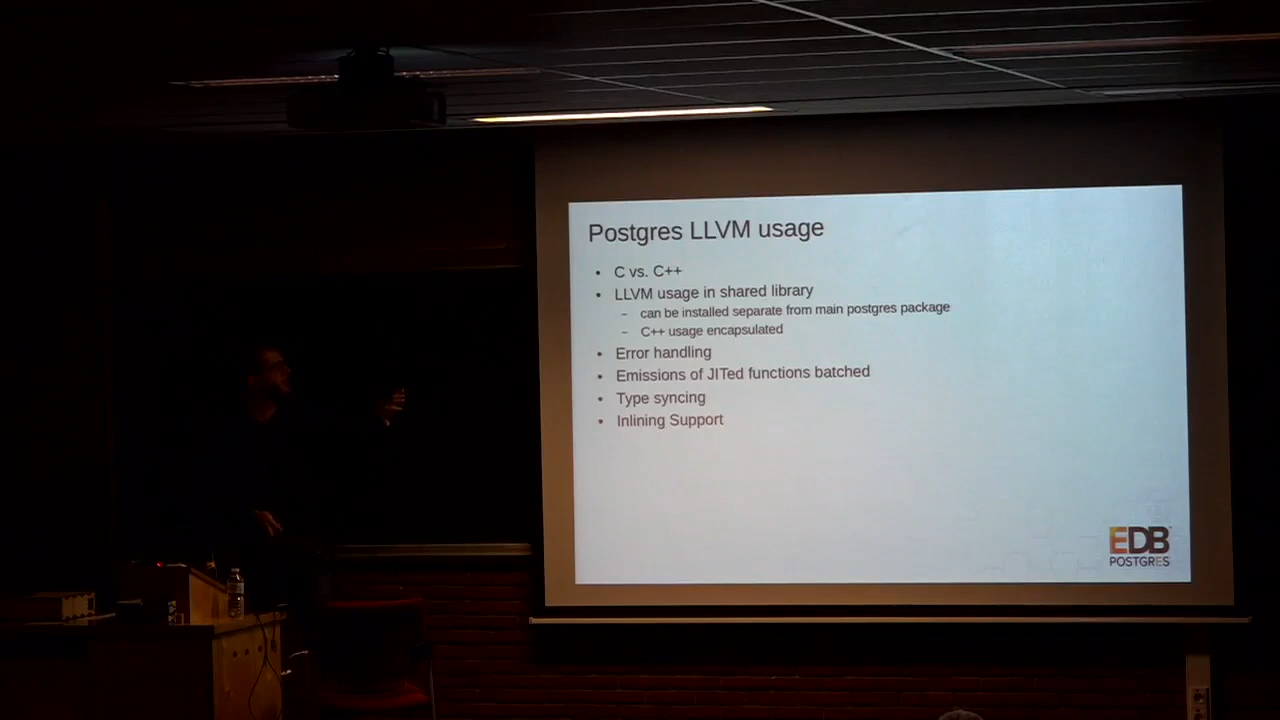 Postgres LLVM usage
• C vs. C++
• LLVM usage in shared library
– can be installed separate from main postgres package
– C++ usage encapsulated
• Error handling
• Emissions of JITed functions batched
• Type syncing
• Inlining Support
EDB
POSTGRES